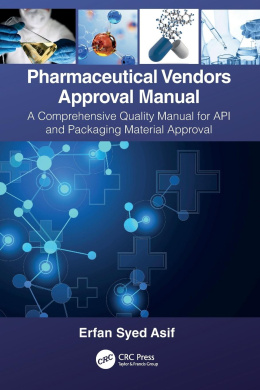 Pharmaceutical Vendors
Approval Manual
A Comprehensive Quality Manual for API
and Packaging Material Approval
Erfan Syed Asif
CRC
CRC Press
Taylor & Francis Group